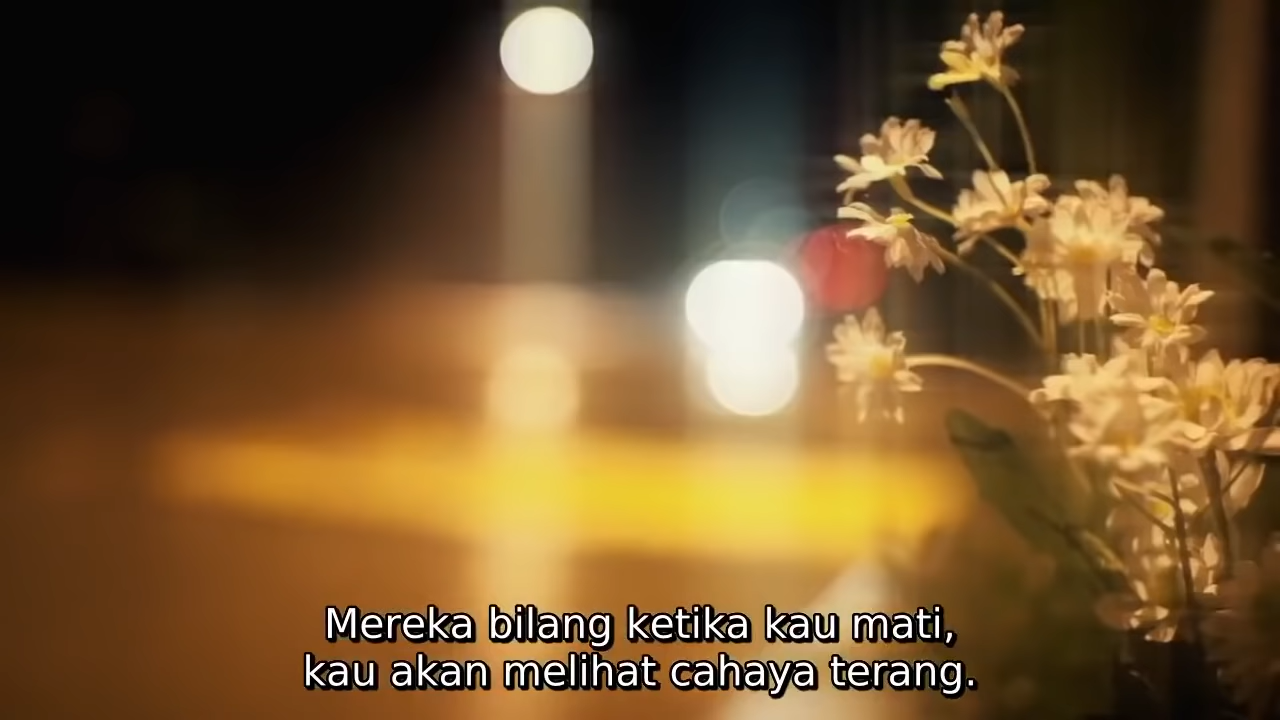 Mereka bilang ketika kau mati,
kau akan melihat cahaya terang.